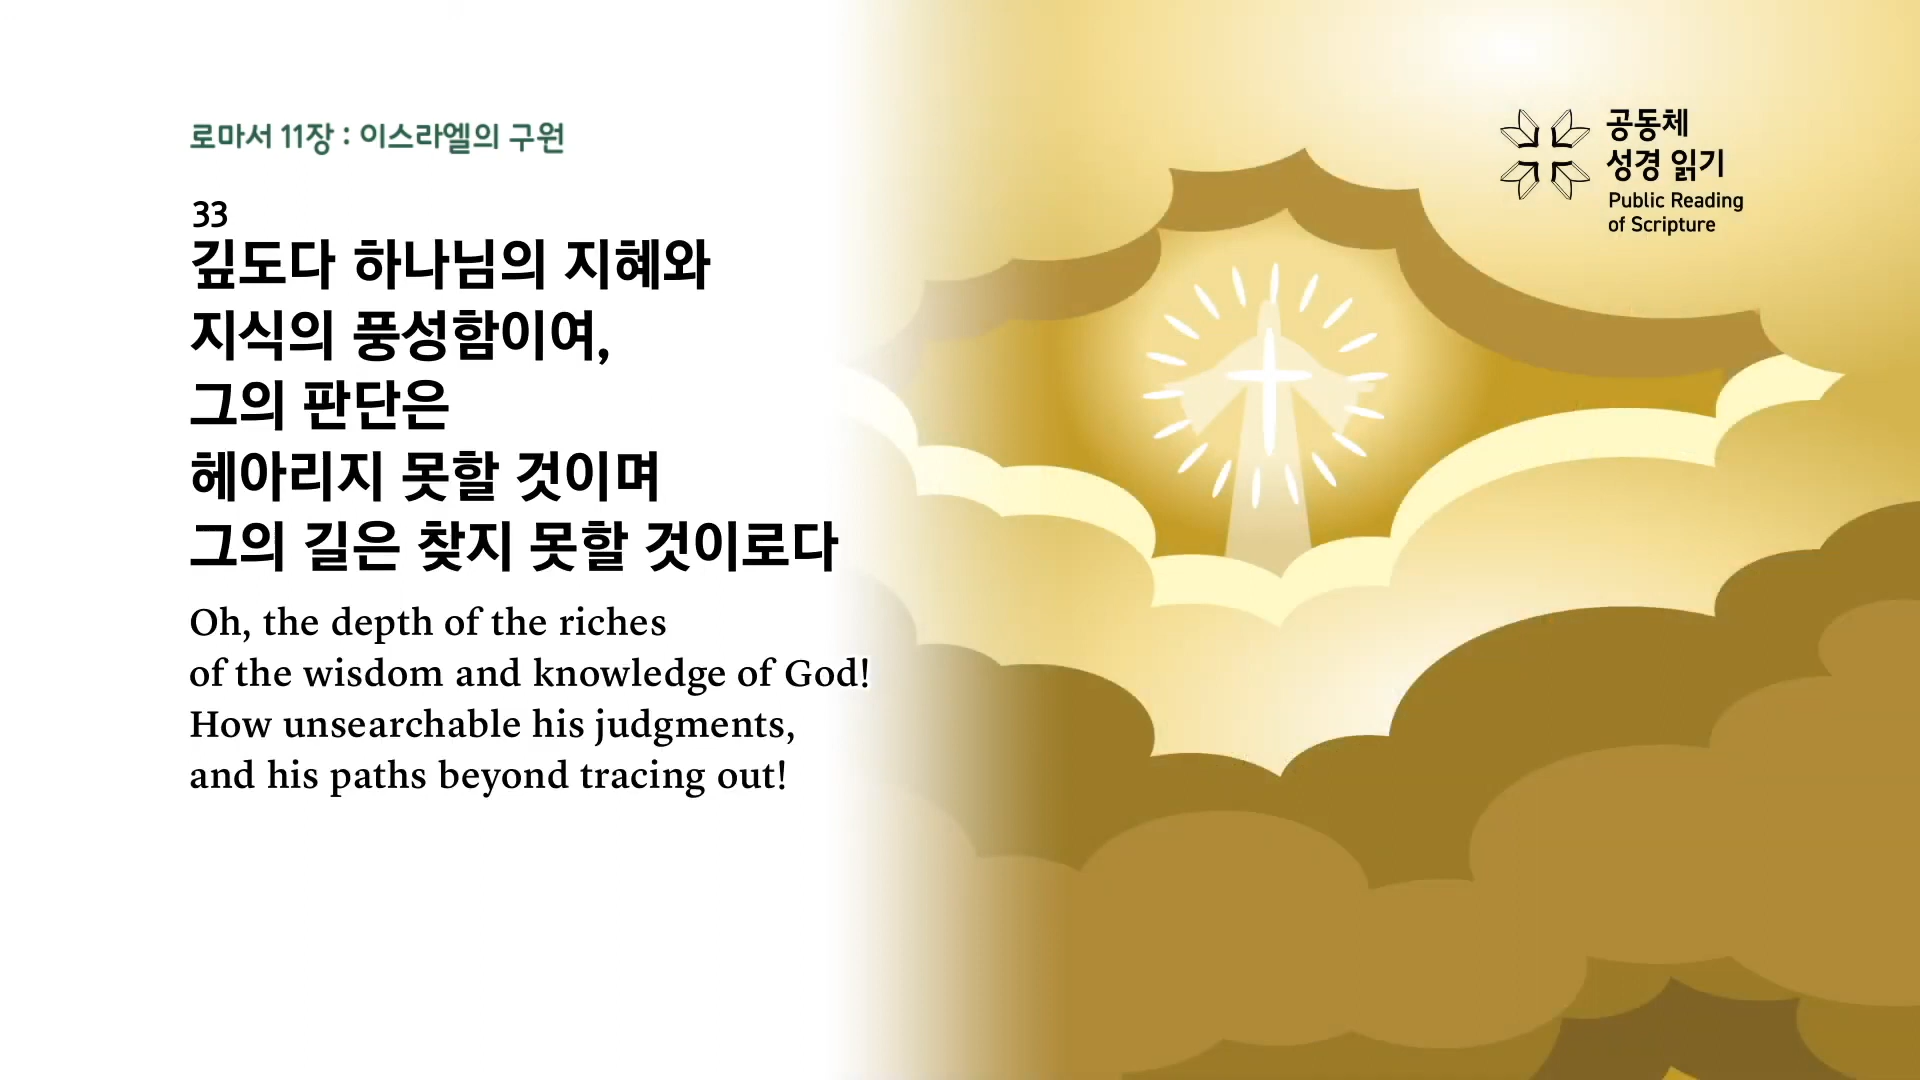 로마서 11장 : 이스라엘의 구원
33
깊도다 하나님의 지혜와
지식의 풍성함이여,
그의 판단은
헤아리지 못할 것이며
그의 길은 찾지 못할 것이로다
Oh, the depth of the riches
of the wisdom and knowledge of God!
How unsearchable his judgments,
and his paths beyond tracing out!
공동체
성경 읽기
Public Reading
of Scripture